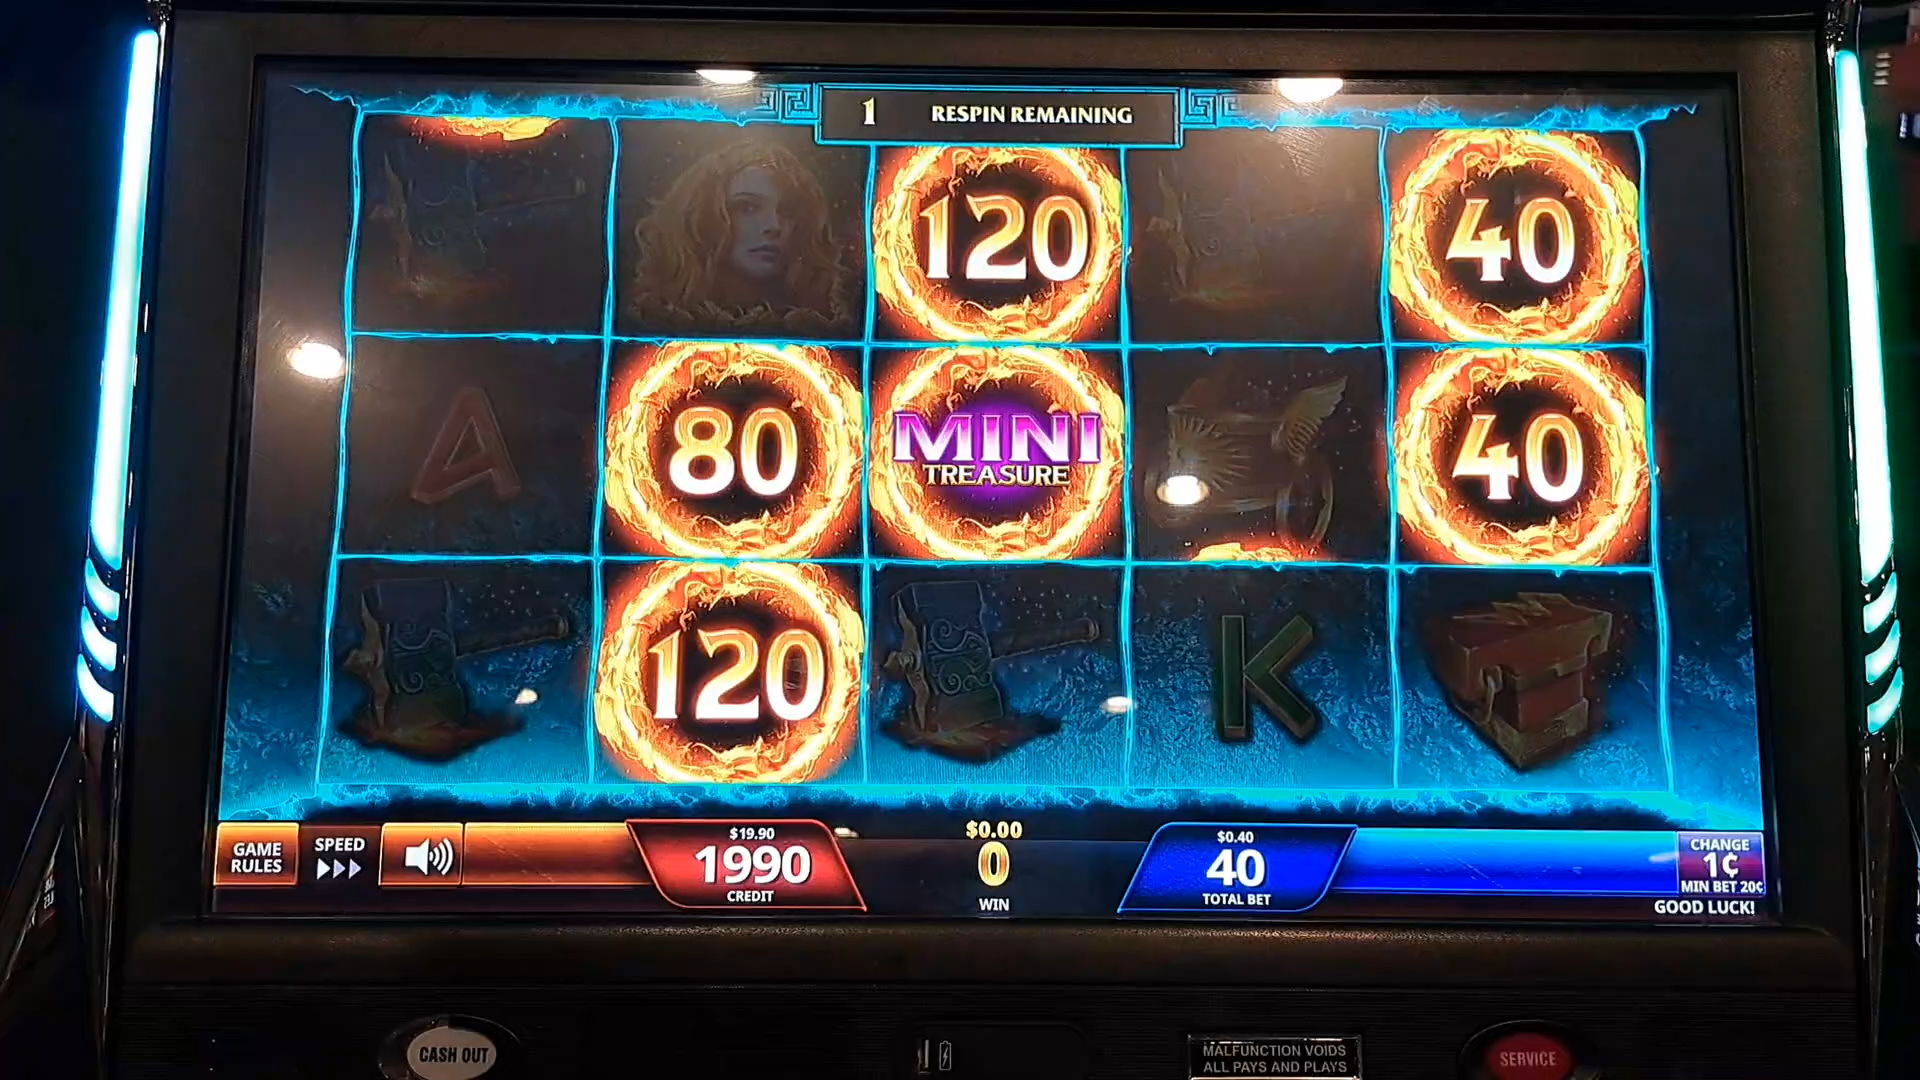 1 RESPIN REMAINING
120
40
A
80
MINI
TREASURE
40
120
K
GAME
RULES
SPEED
$19.90
1990
CREDIT
$0.00
0
WIN
$0.40
40
TOTAL BET
CHANGE
1¢
MIN BET 20¢
GOOD LUCK!
CASH OUT
MALFUNCTION VOIDS
ALL PAYS AND PLAYS
SERVICE